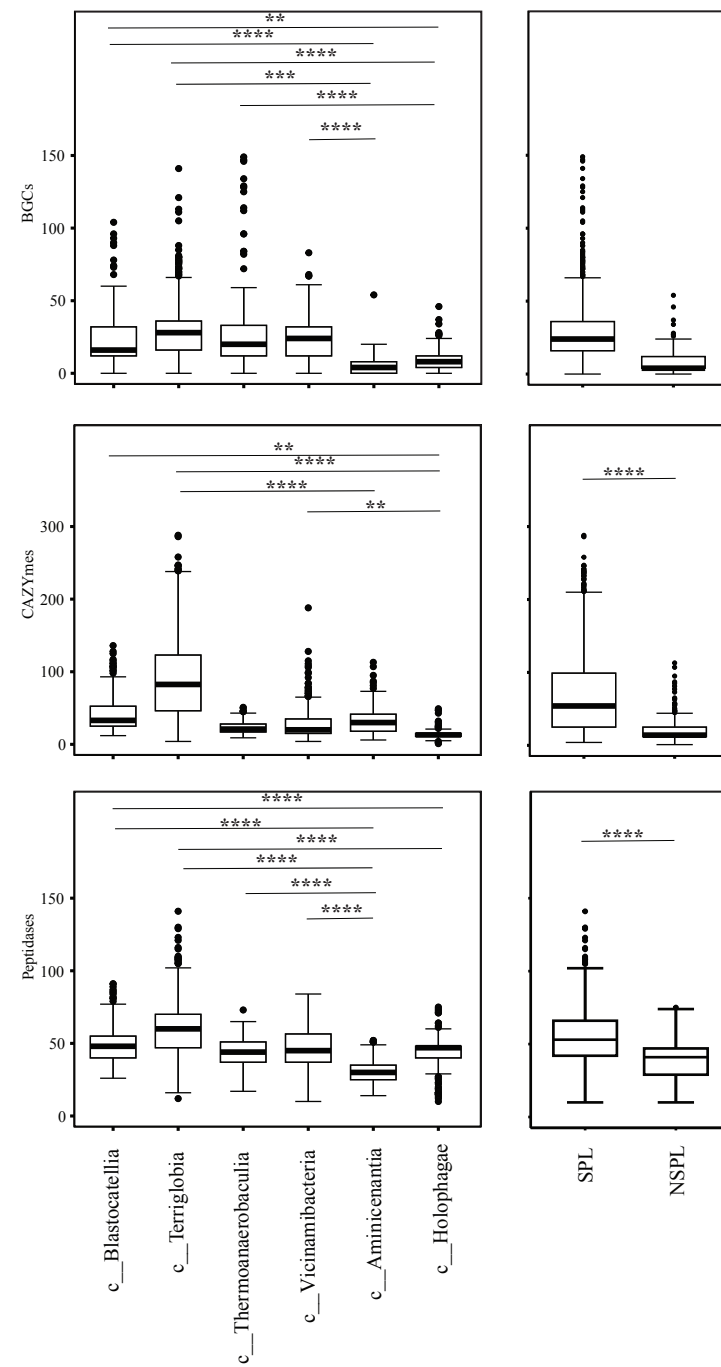 **
****
****
***
****
****
150
100
50
0
BGCs
**
****
****
**
****
300
200
100
0
CAZYmes
****
****
****
****
****
****
****
150
100
50
0
Peptidases
c__Blastocatellia
c__Terriglobia
c__Thermoanaerobaculia
c__Vicinamibacteria
c__Aminicenantia
c__Holophagae
SPL
NSPL